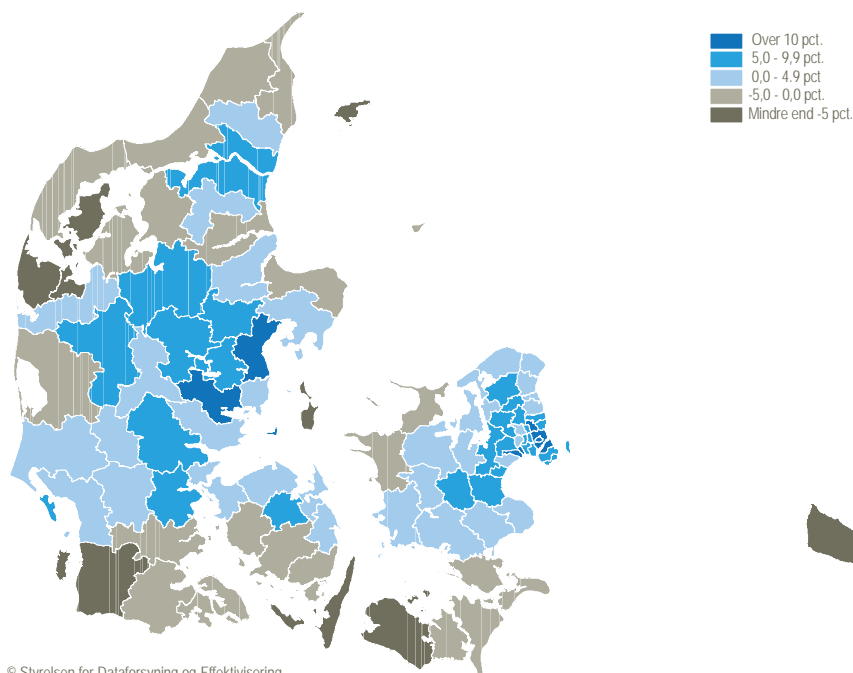 Over 10 pct.
5,0 - 9,9 pct.
0,0 - 4.9 pct
-5,0 - 0,0 pct.
Mindre end -5 pct.
© Styrelsen for Dataforsyning og Effektivisering